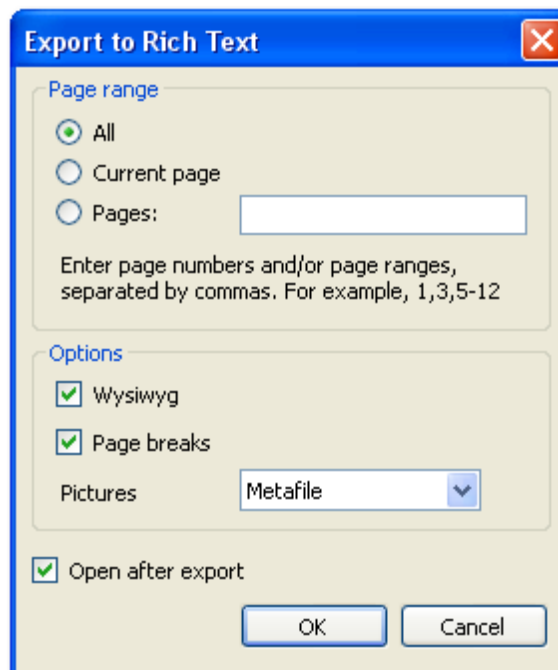 Export to Rich Text
Page range
All
Current page
Pages:
Enter page numbers and/or page ranges,
separated by commas. For example, 1,3,5-12
Options
Wysiwyg
Page breaks
Pictures Metafile
Open after export
OK Cancel